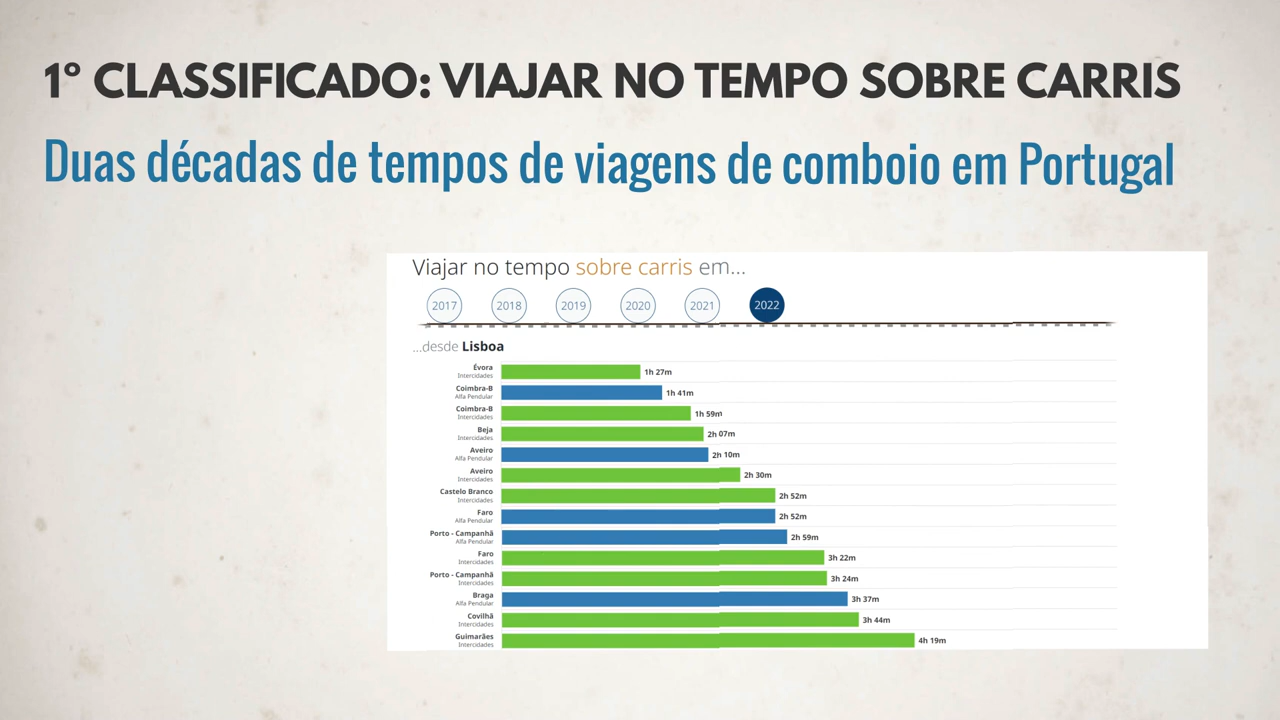 1º CLASSIFICADO: VIAJAR NO TEMPO SOBRE CARRIS
Duas décadas de tempos de viagens de comboio em Portugal
Viajar no tempo sobre carris em...
2017 2018 2019 2020 2021 2022
...desde Lisboa
Évora
Intercidades
1h 27m
Coimbra-B
Alfa Pendular
1h 41m
Coimbra-B
Intercidades
1h 59m
Beja
Intercidades
2h 07m
Aveiro
Alfa Pendular
2h 10m
Aveiro
Intercidades
2h 30m
Castelo Branco
Intercidades
2h 52m
Faro
Alfa Pendular
2h 52m
Porto - Campanhã
Alfa Pendular
2h 59m
Faro
Intercidades
3h 22m
Porto - Campanhã
Intercidades
3h 24m
Braga
Alfa Pendular
3h 37m
Covilhã
Intercidades
3h 44m
Guimarães
Intercidades
4h 19m